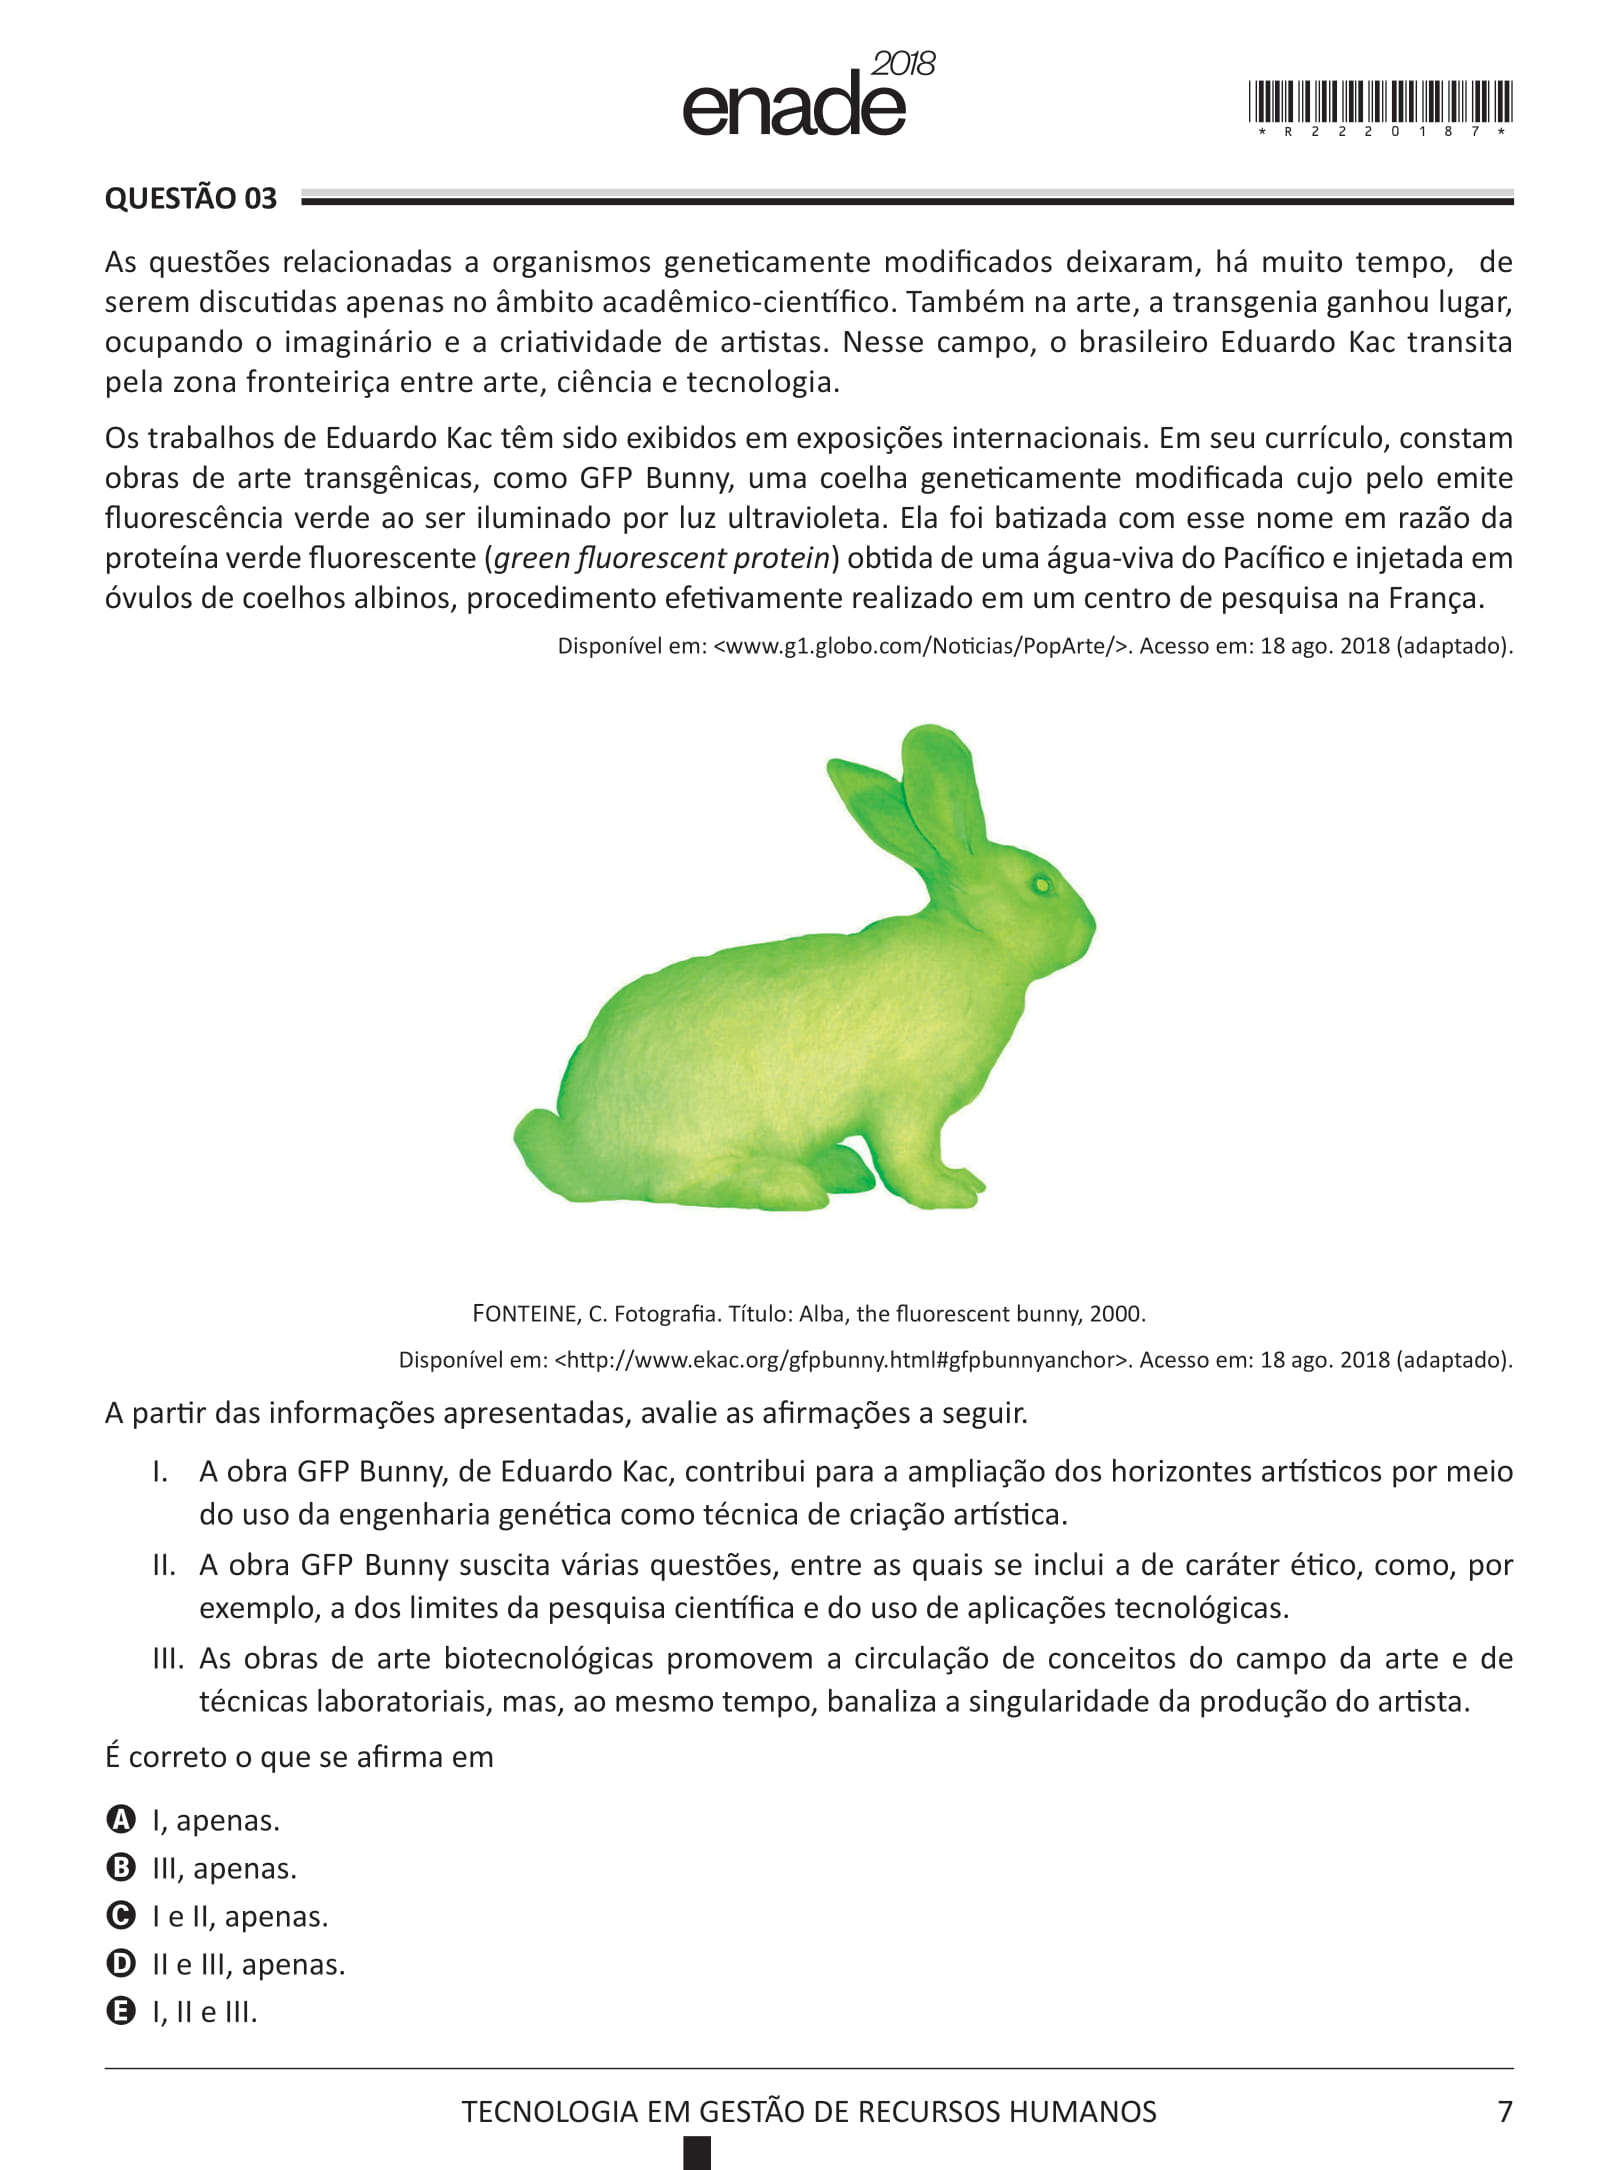 enade 2018
*R2220187*
QUESTÃO 03
As questões relacionadas a organismos geneticamente modificados deixaram, há muito tempo, de
serem discutidas apenas no âmbito acadêmico-científico. Também na arte, a transgenia ganhou lugar,
ocupando o imaginário e a criatividade de artistas. Nesse campo, o brasileiro Eduardo Kac transita
pela zona fronteiriça entre arte, ciência e tecnologia.
Os trabalhos de Eduardo Kac têm sido exibidos em exposições internacionais. Em seu currículo, constam
obras de arte transgênicas, como GFP Bunny, uma coelha geneticamente modificada cujo pelo emite
fluorescência verde ao ser iluminado por luz ultravioleta. Ela foi batizada com esse nome em razão da
proteína verde fluorescente (green fluorescent protein) obtida de uma água-viva do Pacífico e injetada em
óvulos de coelhos albinos, procedimento efetivamente realizado em um centro de pesquisa na França.
Disponível em: <www.g1.globo.com/Noticias/PopArte/>. Acesso em: 18 ago. 2018 (adaptado).
FONTEINE, C. Fotografia. Título: Alba, the fluorescent bunny, 2000.
Disponível em: <http://www.ekac.org/gfpbunny.html#gfpbunnyanchor>. Acesso em: 18 ago. 2018 (adaptado).
A partir das informações apresentadas, avalie as afirmações a seguir.
I. A obra GFP Bunny, de Eduardo Kac, contribui para a ampliação dos horizontes artísticos por meio
do uso da engenharia genética como técnica de criação artística.
II. A obra GFP Bunny suscita várias questões, entre as quais se inclui a de caráter ético, como, por
exemplo, a dos limites da pesquisa científica e do uso de aplicações tecnológicas.
III. As obras de arte biotecnológicas promovem a circulação de conceitos do campo da arte e de
técnicas laboratoriais, mas, ao mesmo tempo, banaliza a singularidade da produção do artista.
É correto o que se afirma em
A I, apenas.
B III, apenas.
C I e II, apenas.
D II e III, apenas.
E I, II e III.
TECNOLOGIA EM GESTÃO DE RECURSOS HUMANOS 7